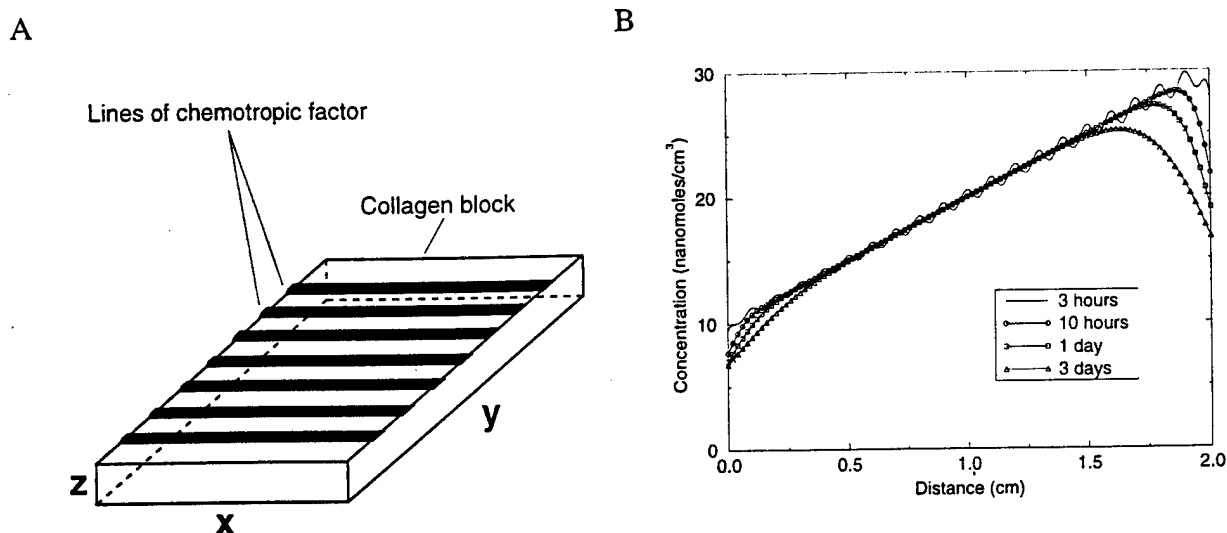 A
Lines of chemotropic factor
Collagen block
z
x
y
B
Concentration (nanomoles/cm³)
30
20
10
0
0.0
0.5
1.0
1.5
2.0
Distance (cm)
3 hours
10 hours
1 day
3 days